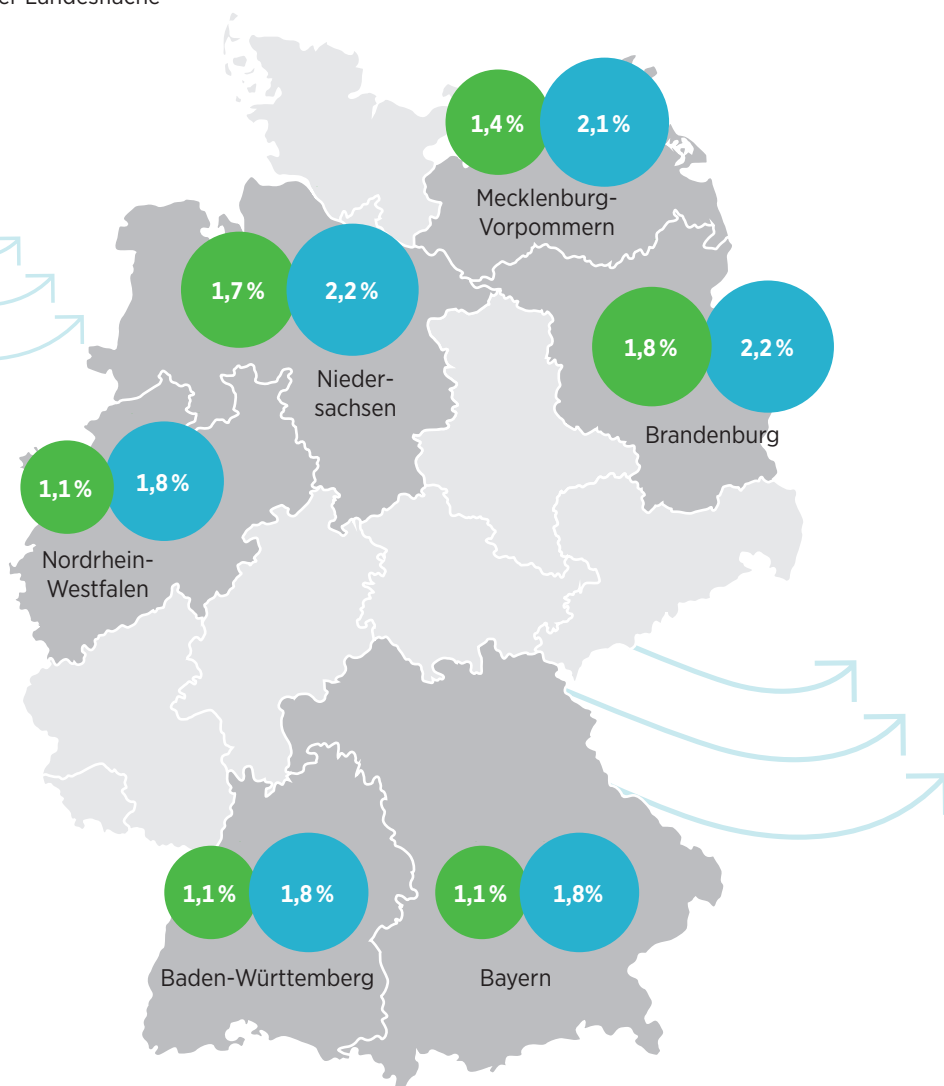 Landesfläche
1,4 %
2,1 %
Mecklenburg-
Vorpommern
1,7 %
2,2 %
Nieder-
sachsen
1,8 %
2,2 %
Brandenburg
1,1 %
1,8 %
Nordrhein-
Westfalen
1,1 %
1,8 %
Baden-Württemberg
1,1 %
1,8%
Bayern